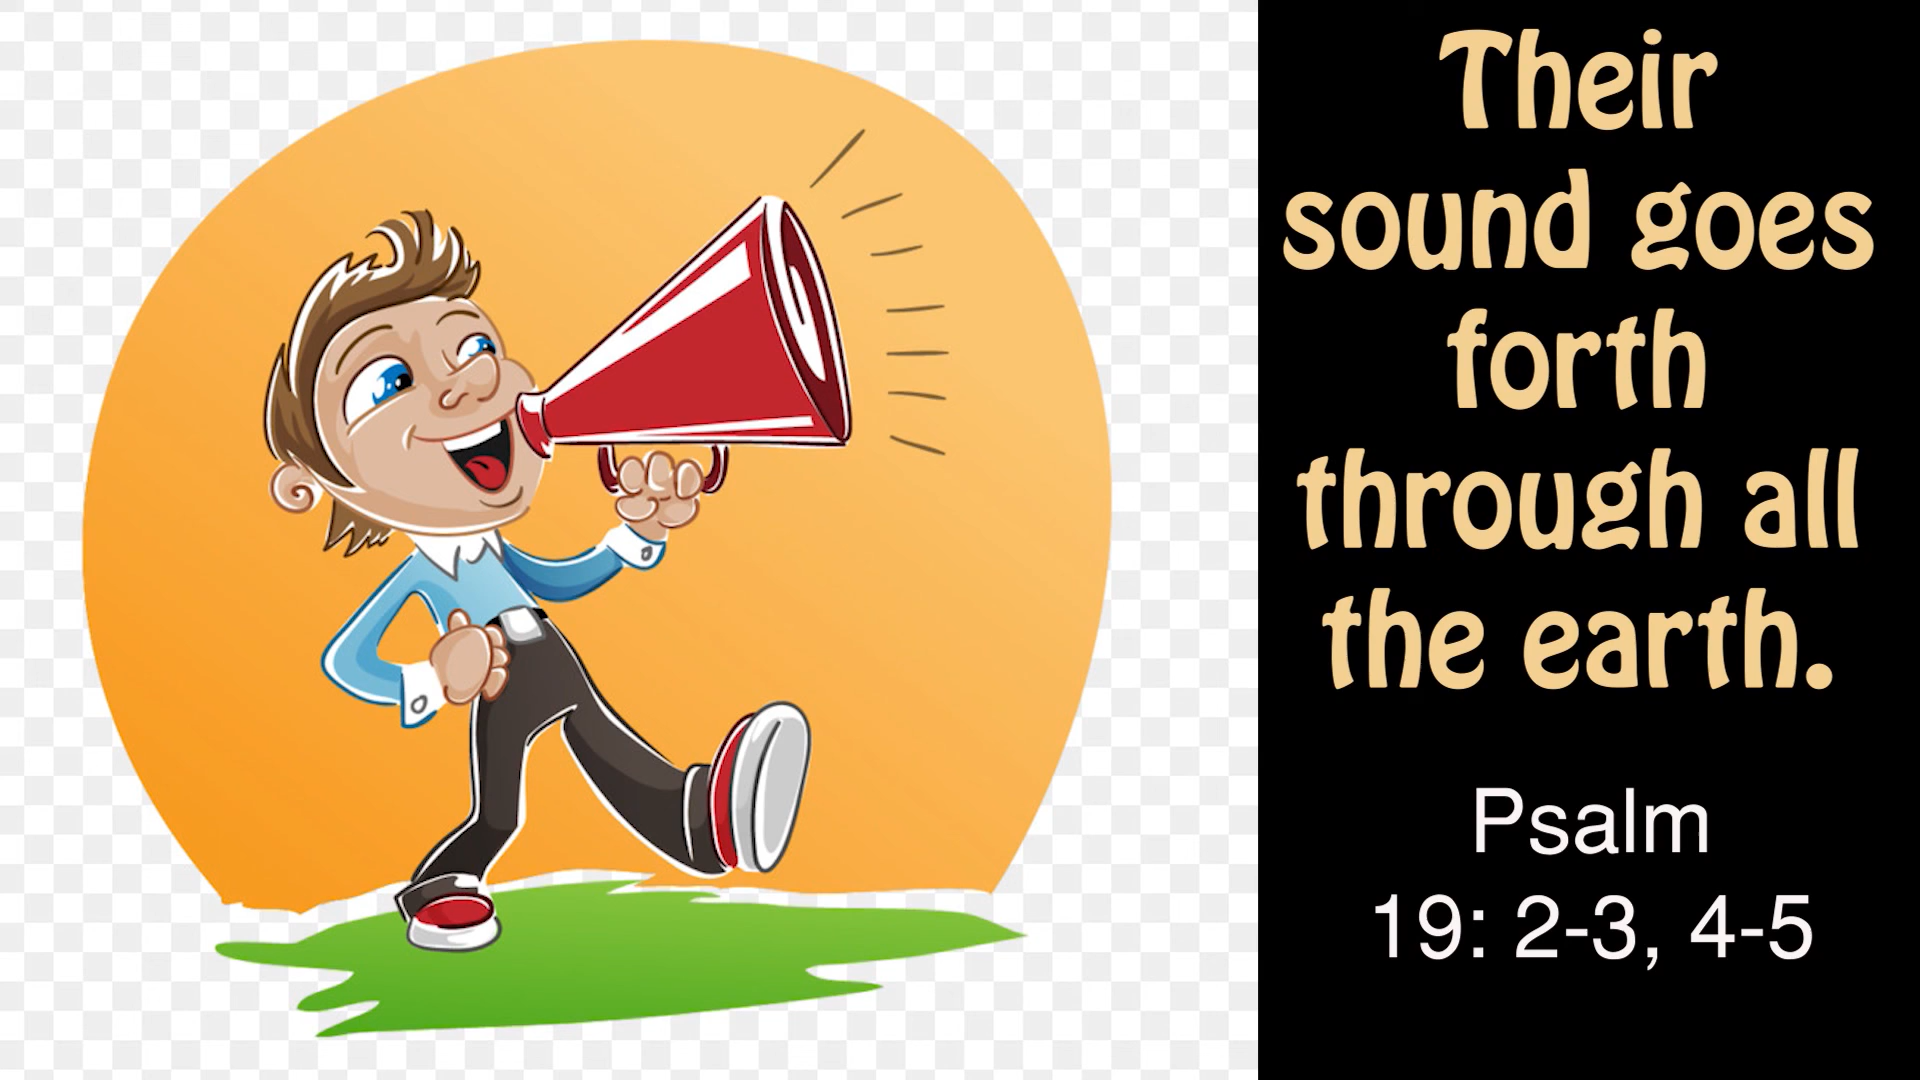 Their
sound goes
forth
through all
the earth.
Psalm
19: 2-3, 4-5